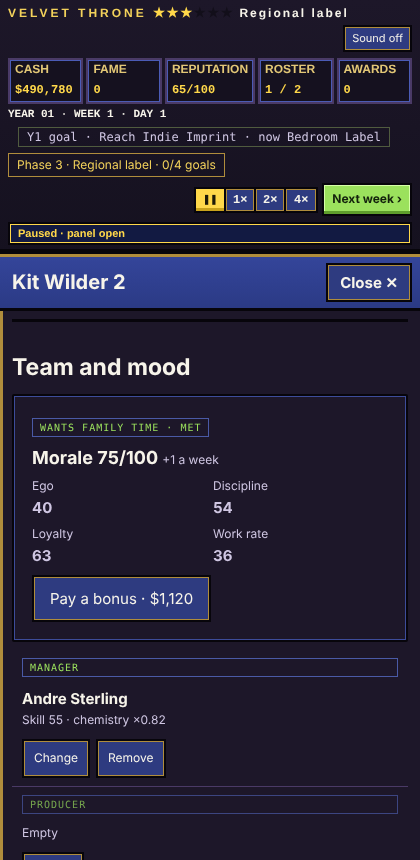 VELVET THRONE ★★★★★★ Regional label
Sound off
CASH FAME REPUTATION ROSTER AWARDS
$490,780 0 65/100 1 / 2 0
YEAR 01 · WEEK 1 · DAY 1
Y1 goal · Reach Indie Imprint · now Bedroom Label
Phase 3 · Regional label · 0/4 goals
❚❚ 1× 2× 4× Next week ›
Paused · panel open
Kit Wilder 2
Close ✕
Team and mood
WANTS FAMILY TIME · MET
Morale 75/100 +1 a week
Ego Discipline
40 54
Loyalty Work rate
63 36
Pay a bonus · $1,120
MANAGER
Andre Sterling
Skill 55 · chemistry ×0.82
Change Remove
PRODUCER
Empty